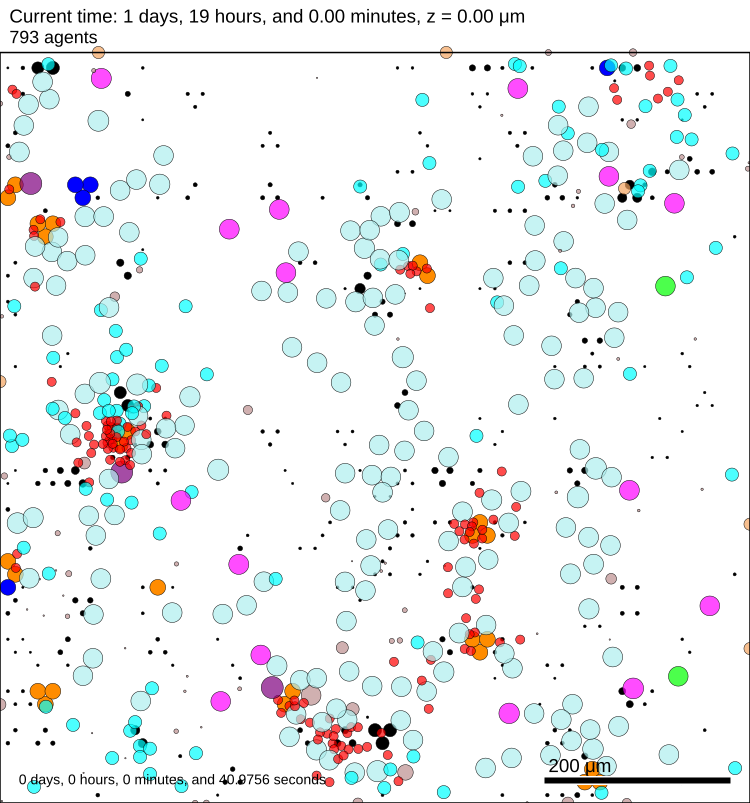 Current time: 1 days, 19 hours, and 0.00 minutes, z = 0.00 μm
793 agents
200 μm
0 days, 0 hours, 0 minutes, and 40.0756 seconds